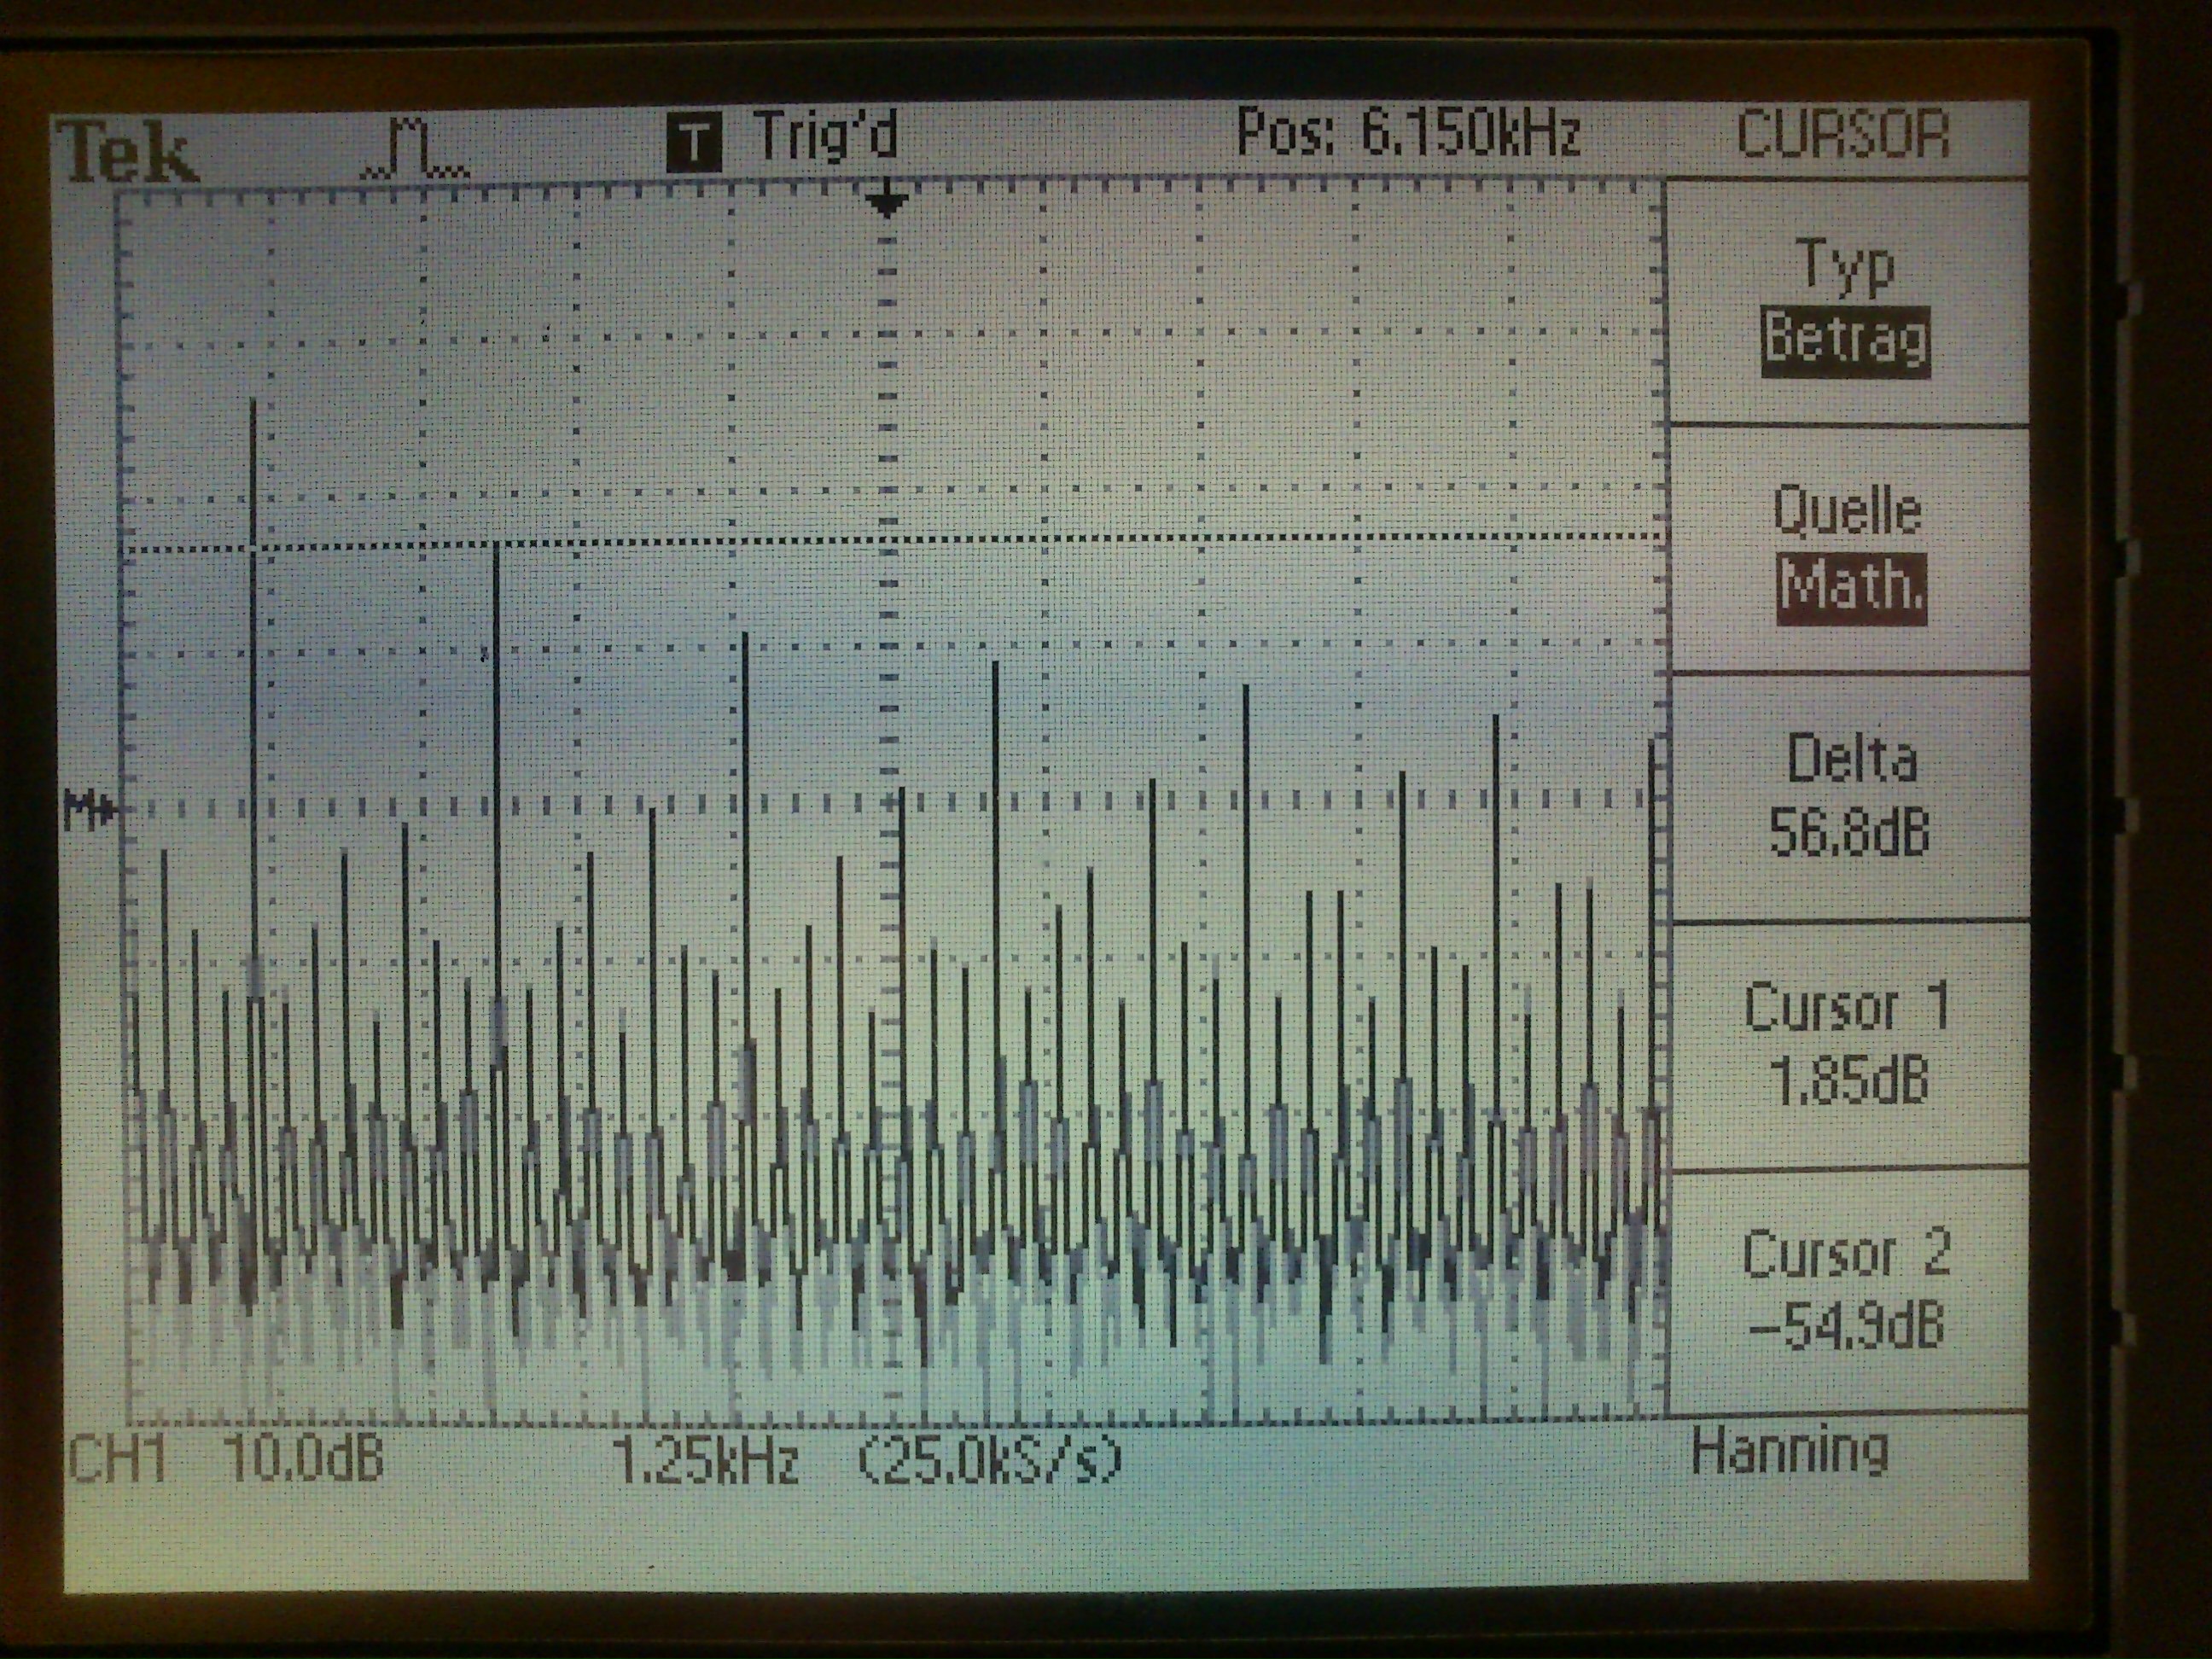 Tek T Trig'd Pos: 6.150kHz CURSOR
Typ
Betrag
Quelle
Math.
Delta
56.8dB
Cursor 1
1.85dB
Cursor 2
-54.9dB
M
CH1 10.0dB 1.25kHz (25.0kS/s) Hanning